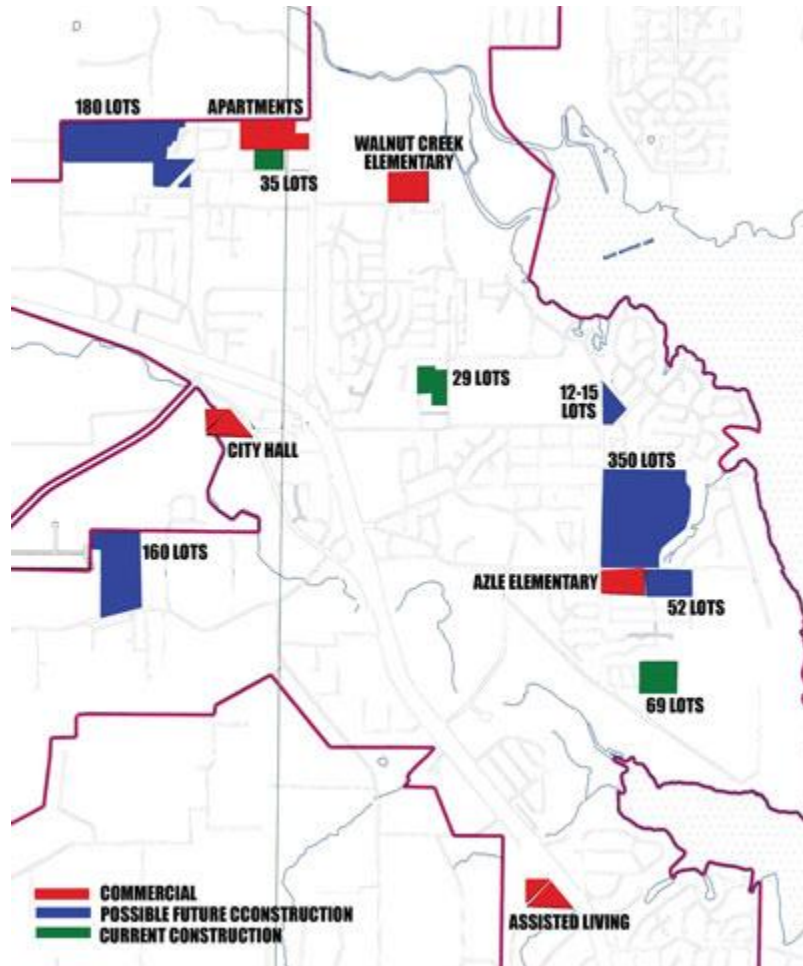 180 LOTS
APARTMENTS
WALNUT CREEK
ELEMENTARY
35 LOTS
29 LOTS
12-15
LOTS
CITY HALL
350 LOTS
160 LOTS
AZLE ELEMENTARY
52 LOTS
69 LOTS
COMMERCIAL
POSSIBLE FUTURE CCONSTRUCTION
CURRENT CONSTRUCTION
ASSISTED LIVING